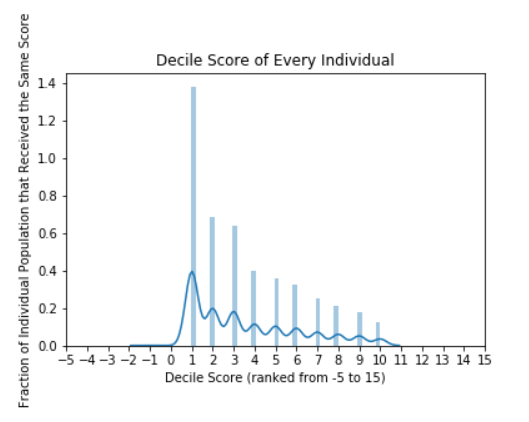 Decile Score of Every Individual
Fraction of Individual Population that Received the Same Score
1.4
1.2
1.0
0.8
0.6
0.4
0.2
0.0
−5 −4 −3 −2 −1 0 1 2 3 4 5 6 7 8 9 10 11 12 13 14 15
Decile Score (ranked from -5 to 15)